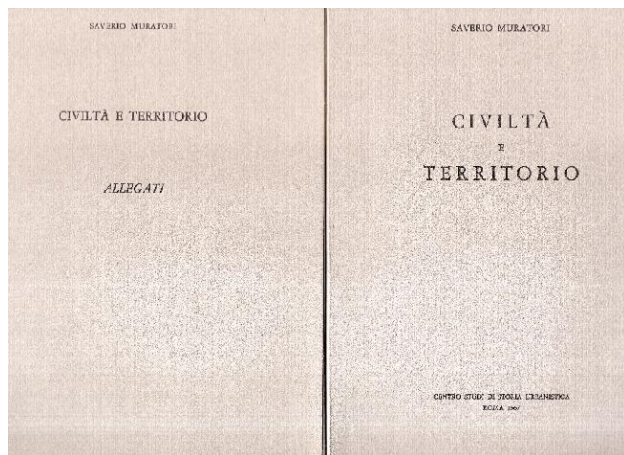 SAVERIO MURATORI
CIVILTÀ E TERRITORIO
ALLEGATI
SAVERIO MURATORI
CIVILTÀ
E
TERRITORIO
CENTRO STUDI DI STORIA URBANISTICA
ROMA